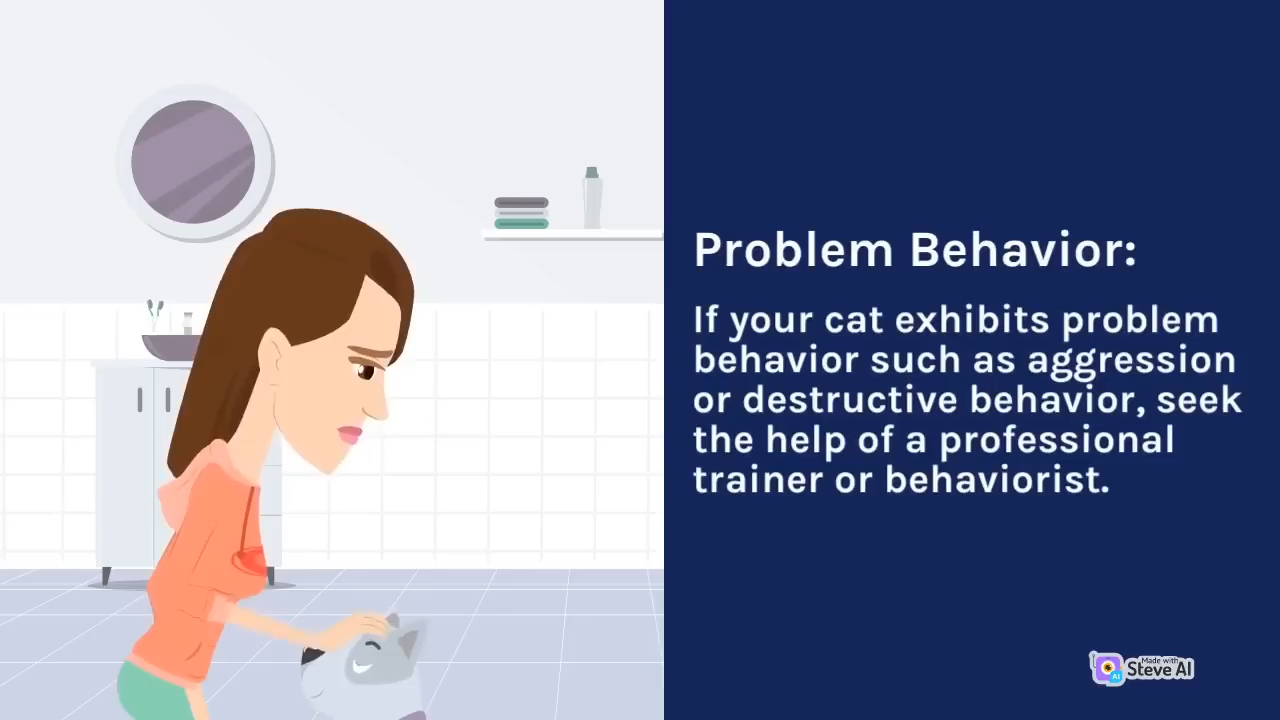 Problem Behavior:
If your cat exhibits problem
behavior such as aggression
or destructive behavior, seek
the help of a professional
trainer or behaviorist.
Made with
Steve AI
AI